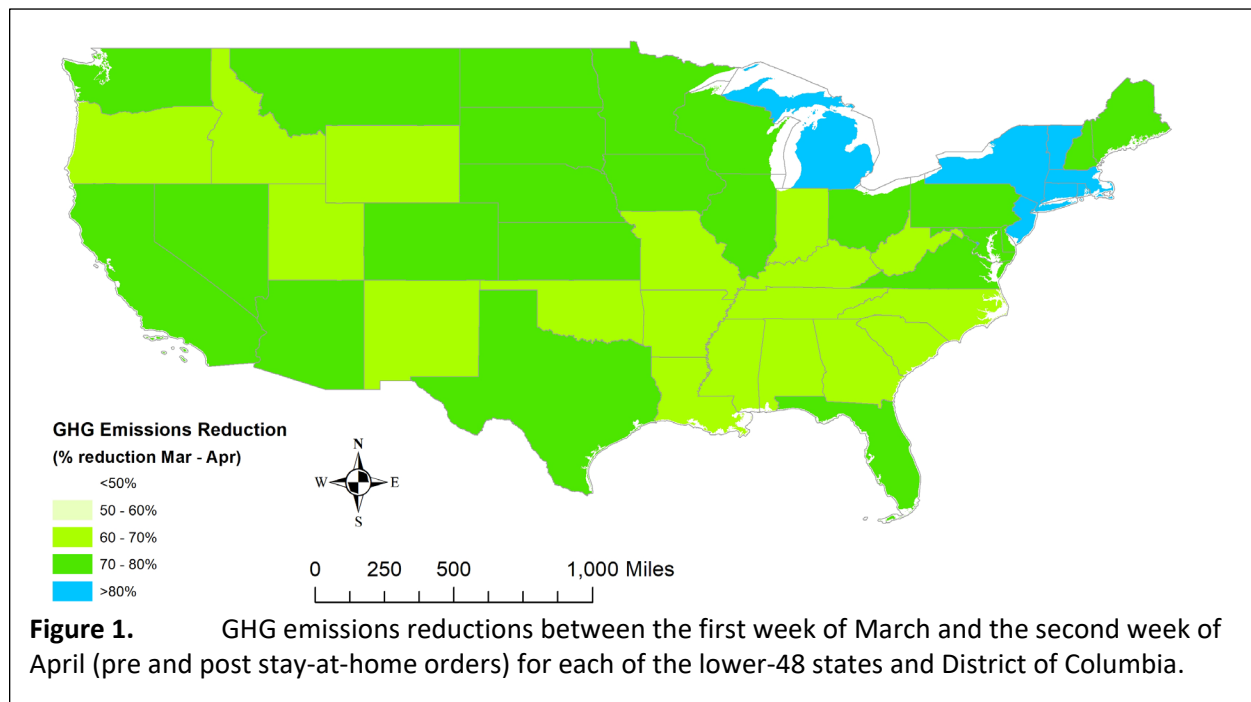 GHG Emissions Reduction
(% reduction Mar - Apr)
<50%
50 - 60%
60 - 70%
70 - 80%
>80%
N
W E
S
0 250 500 1,000 Miles
Figure 1. GHG emissions reductions between the first week of March and the second week of
April (pre and post stay-at-home orders) for each of the lower-48 states and District of Columbia.